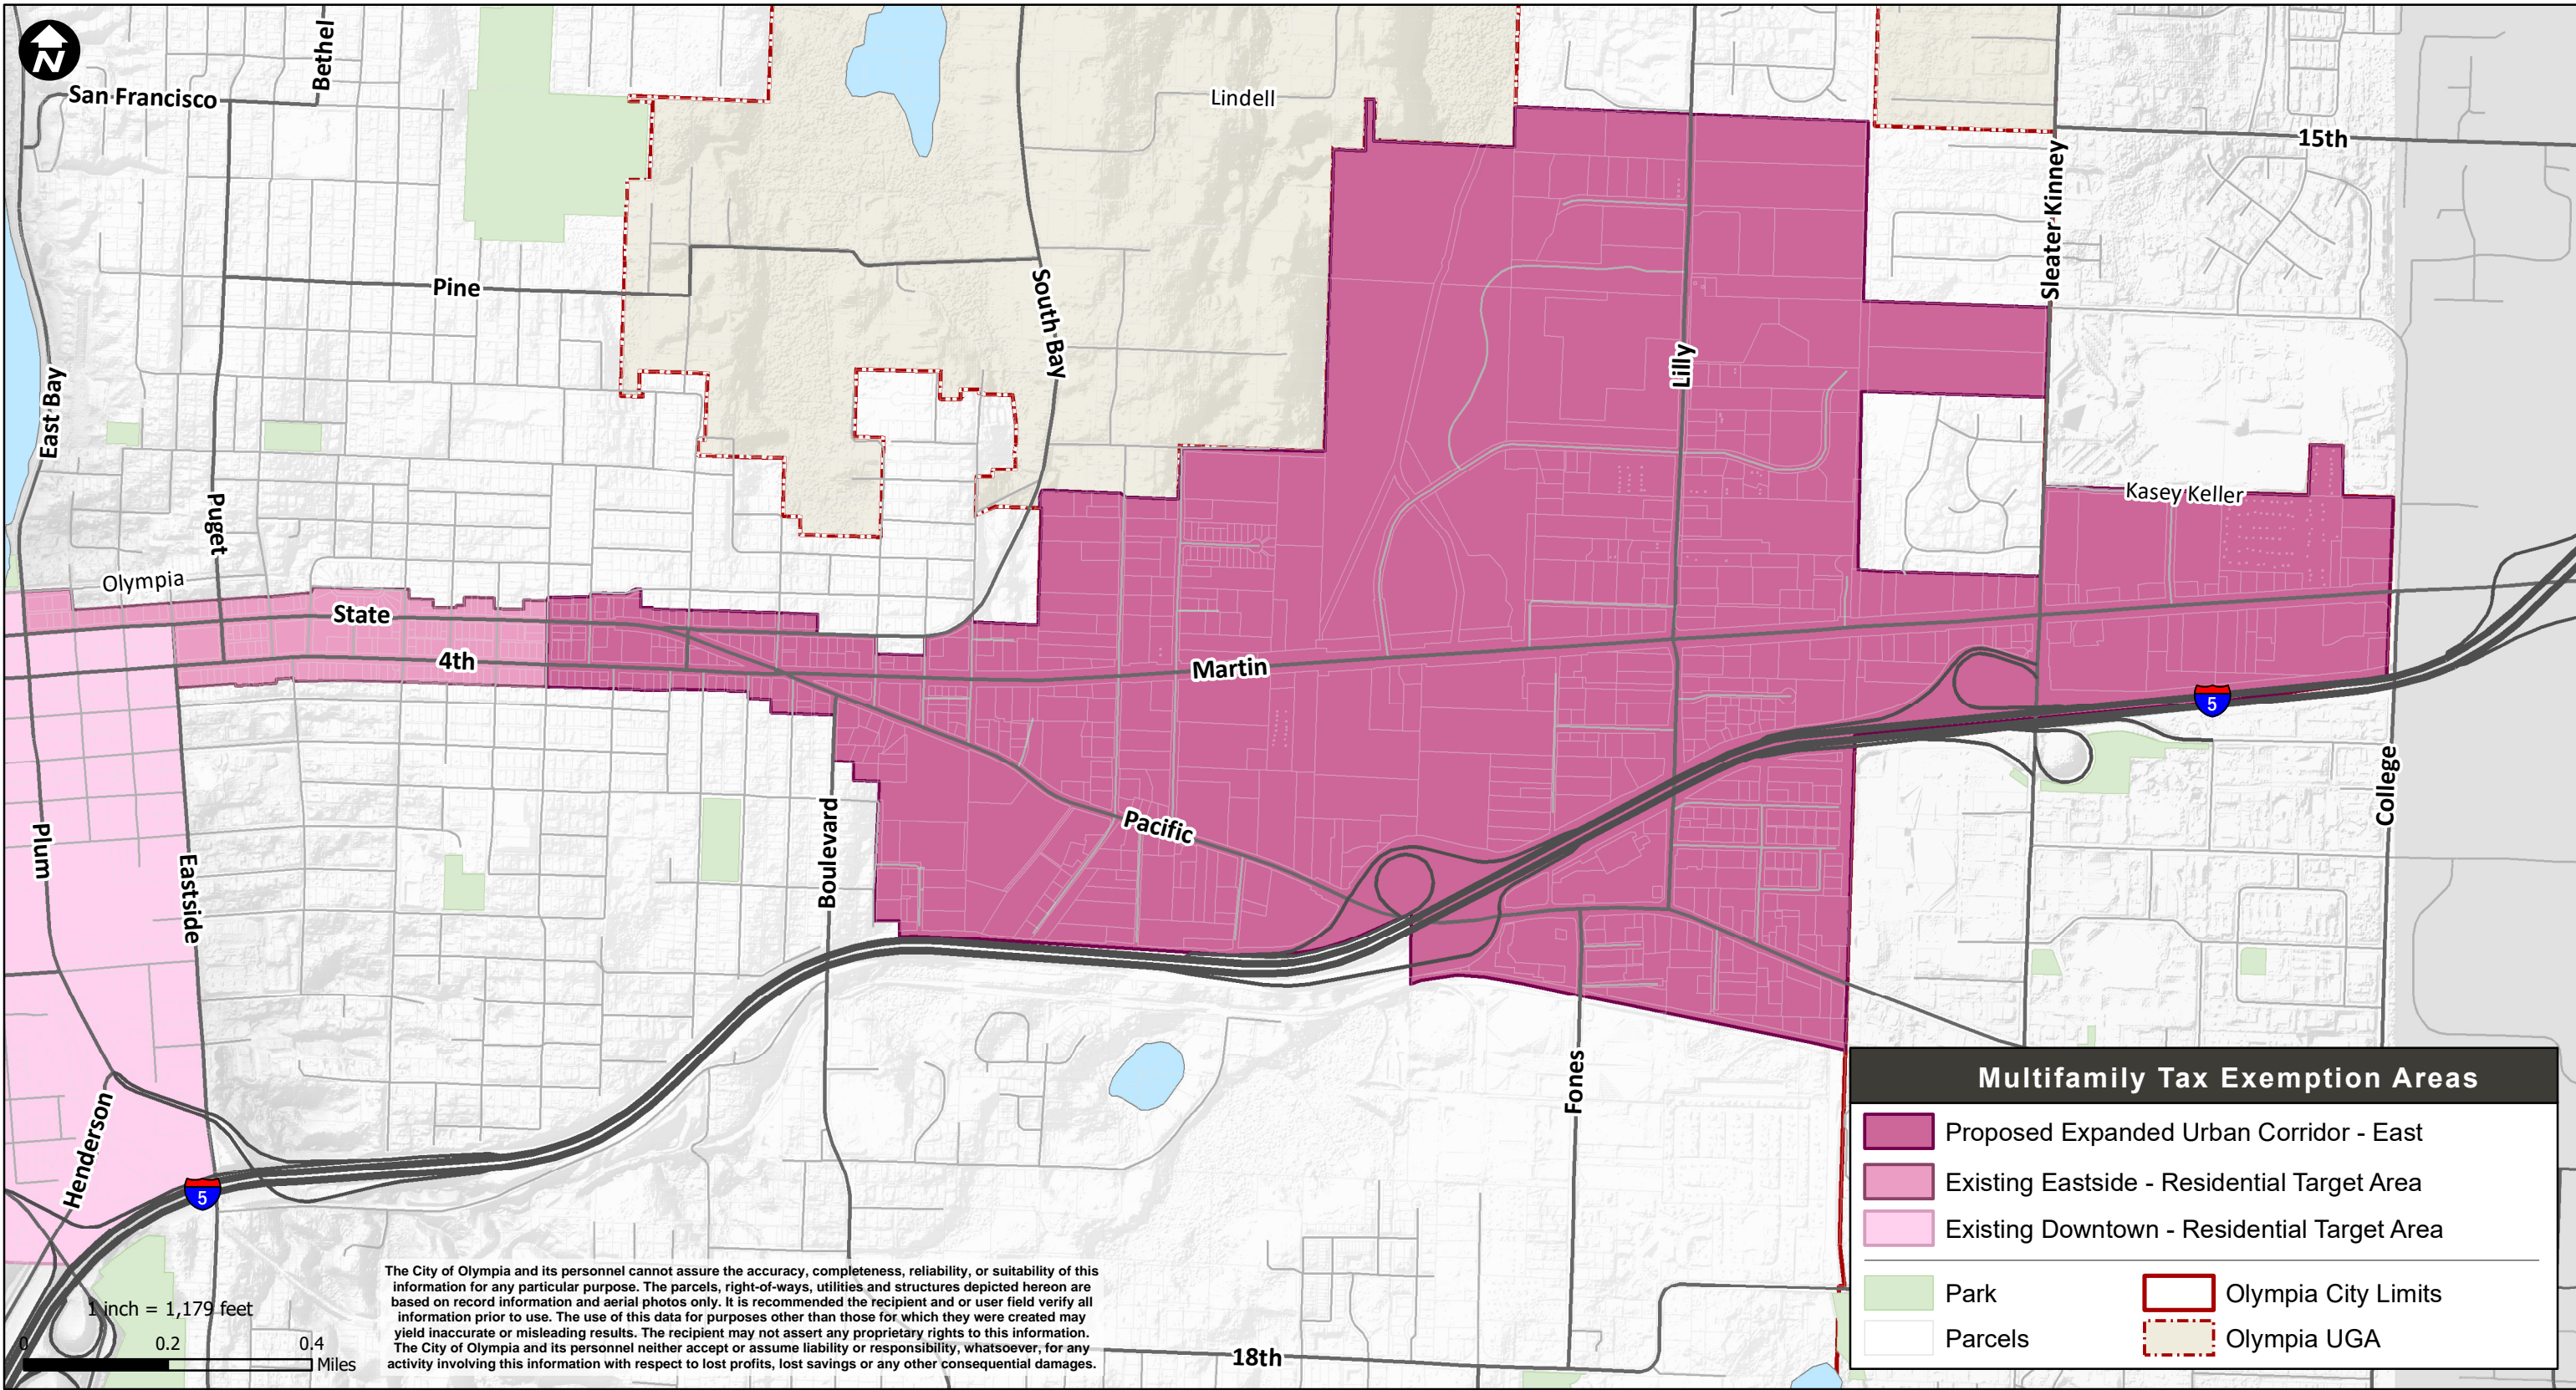 N
Bethel
San Francisco
Lindell
15th
Sleater-Kinney
Pine
South Bay
Lilly
East Bay
Puget
Kasey Keller
Olympia
State
4th
Martin
5
Pacific
Boulevard
College
Plum
Eastside
Fones
Henderson
5
18th
Multifamily Tax Exemption Areas
Proposed Expanded Urban Corridor - East
Existing Eastside - Residential Target Area
Existing Downtown - Residential Target Area
Park
Olympia City Limits
Parcels
Olympia UGA
1 inch = 1,179 feet
0 0.2 0.4
Miles
The City of Olympia and its personnel cannot assure the accuracy, completeness, reliability, or suitability of this
information for any particular purpose. The parcels, right-of-ways, utilities and structures depicted hereon are
based on record information and aerial photos only. It is recommended the recipient and or user field verify all
information prior to use. The use of this data for purposes other than those for which they were created may
yield inaccurate or misleading results. The recipient may not assert any proprietary rights to this information.
The City of Olympia and its personnel neither accept or assume liability or responsibility, whatsoever, for any
activity involving this information with respect to lost profits, lost savings or any other consequential damages.